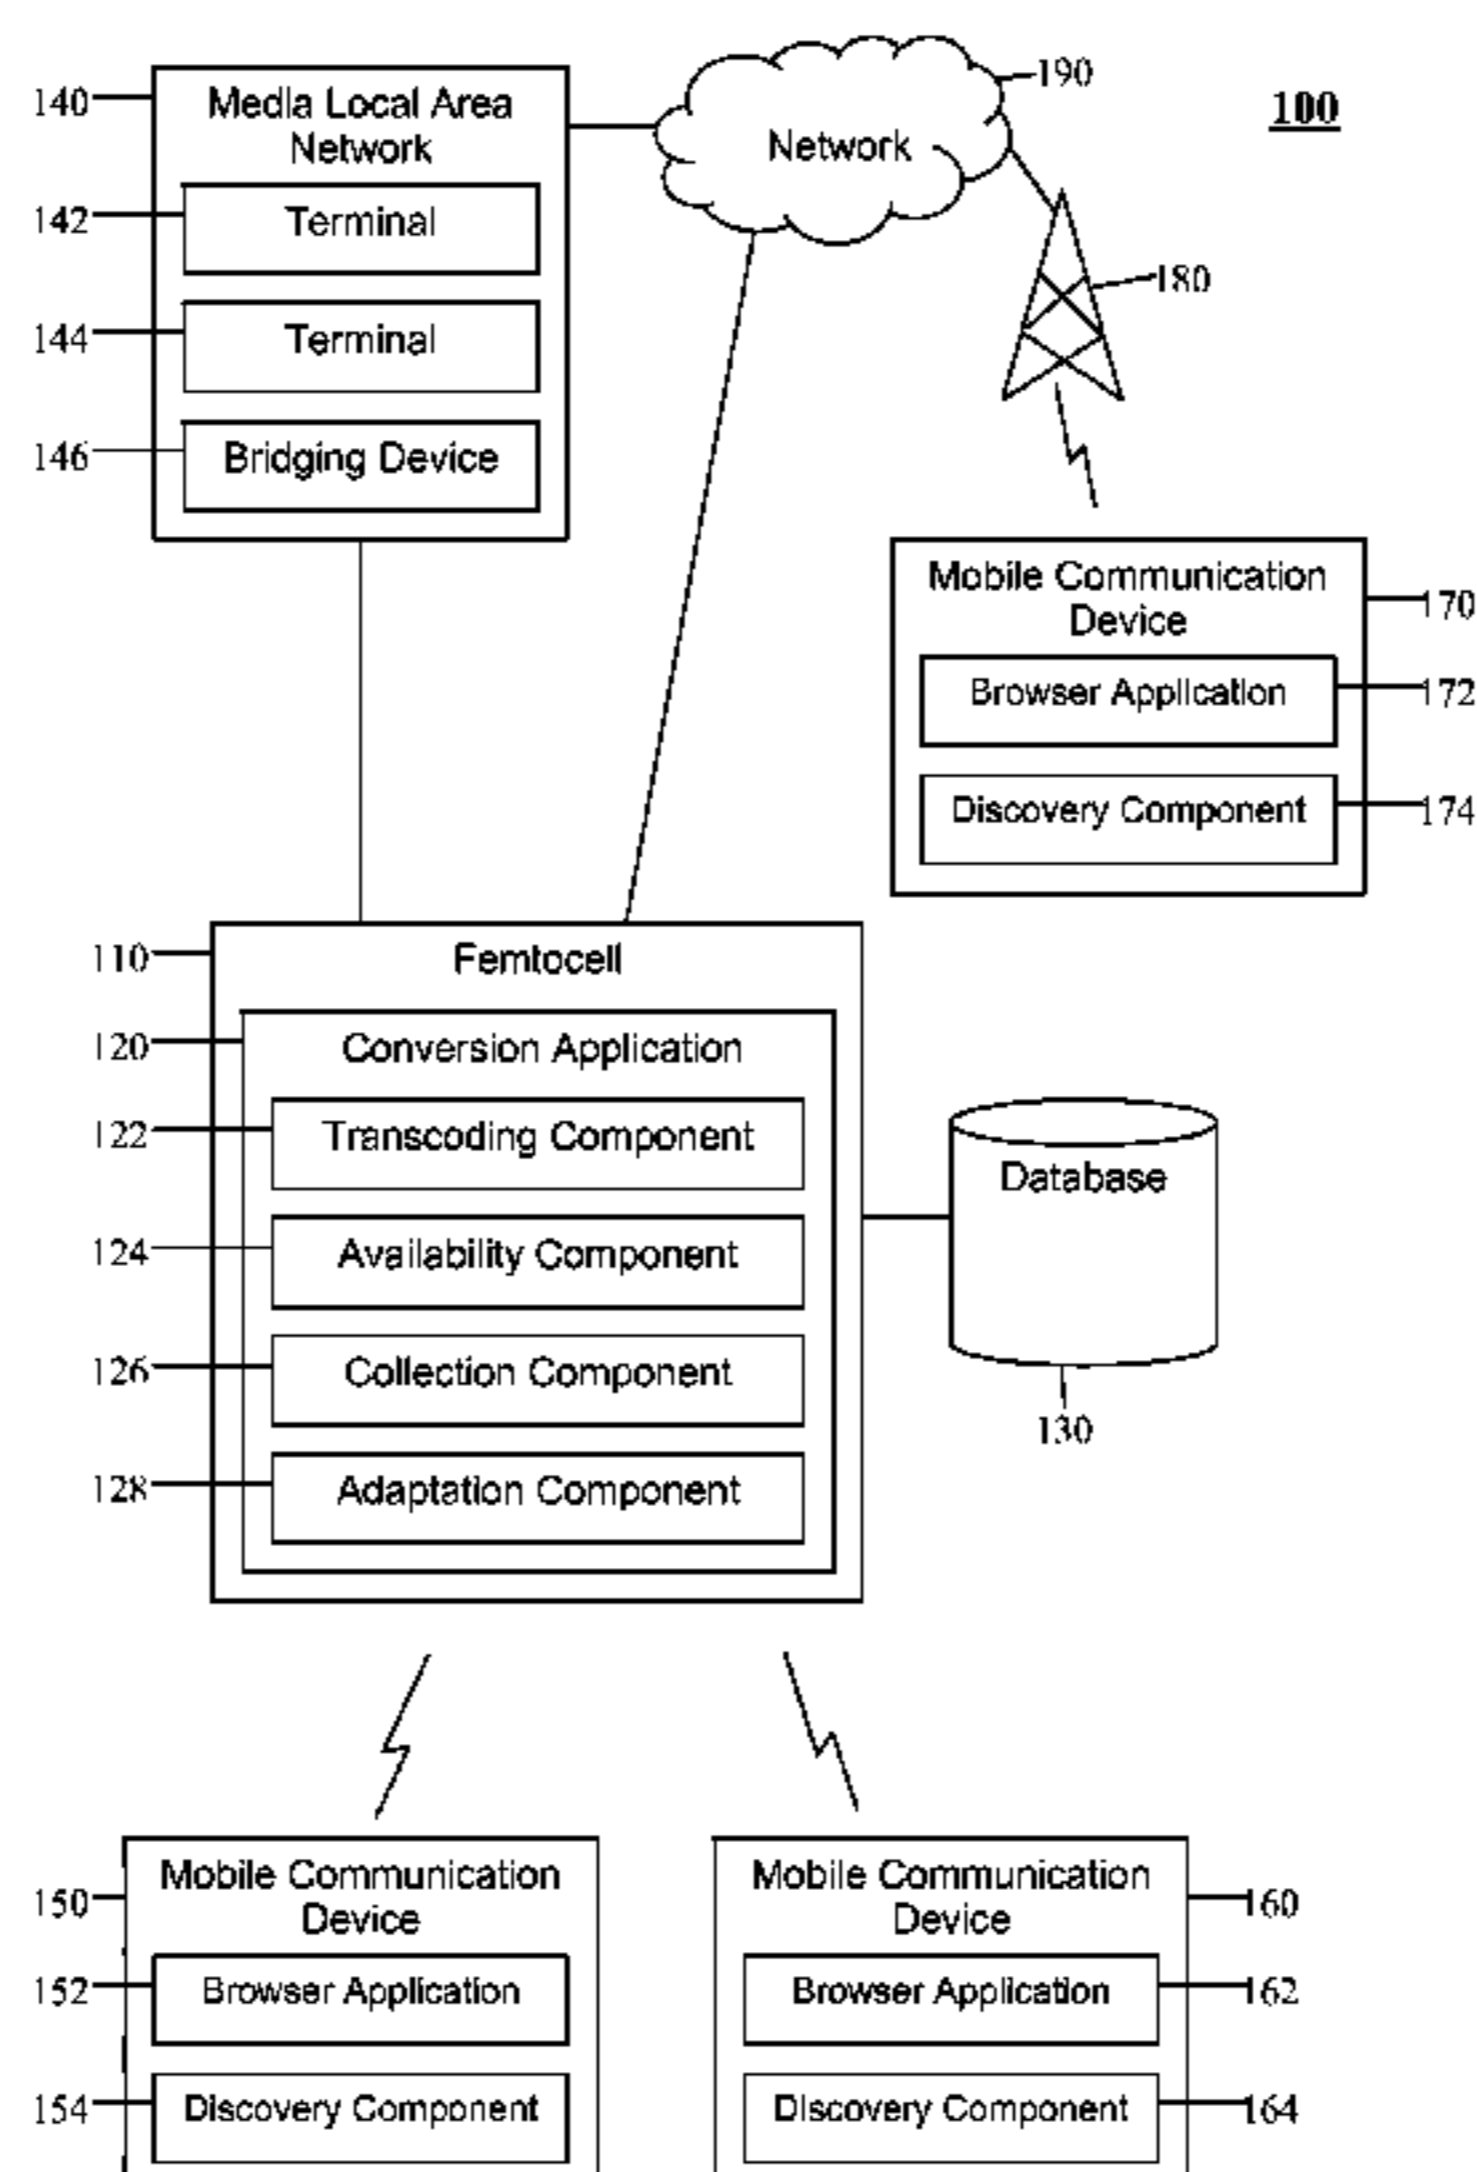 190
100
140
Media Local Area
Network
Network
142
Terminal
180
144
Terminal
146
Bridging Device
Mobile Communication
Device
170
Browser Application
172
Discovery Component
174
110
Femtocell
120
Conversion Application
122
Transcoding Component
Database
124
Availability Component
126
Collection Component
130
128
Adaptation Component
Mobile Communication
Device
150
Browser Application
152
Discovery Component
154
Mobile Communication
Device
160
Browser Application
162
Discovery Component
164